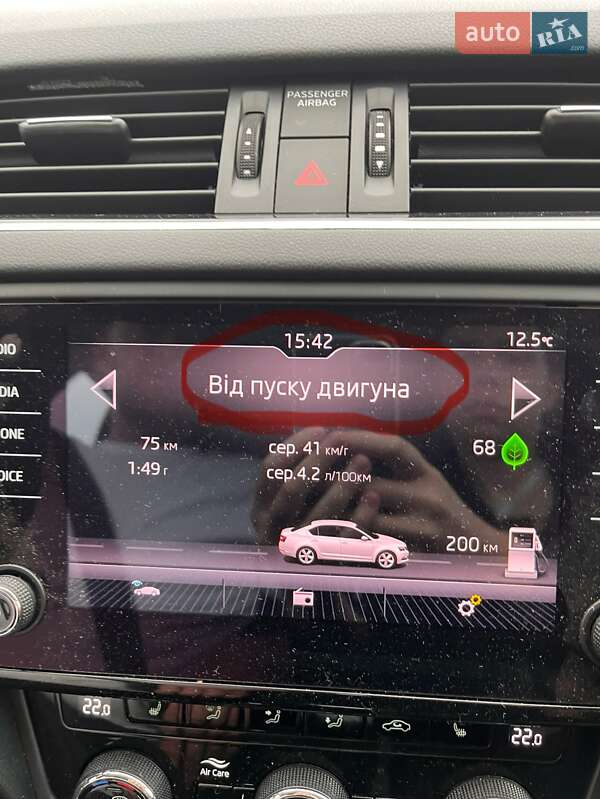 auto RIA .com
PASSENGER
AIRBAG
15:42
12.5°C
Від пуску двигуна
75 км
сер. 41 км/г
68
1:49 г
сер.4.2 л/100км
200 км
DIO
DIA
ONE
OICE
22.0
22.0
Air Care